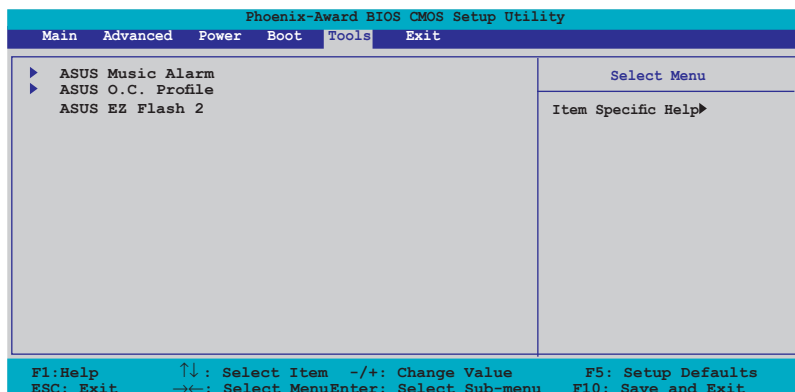 Phoenix-Award BIOS CMOS Setup Utility
Main Advanced Power Boot Tools Exit
ASUS Music Alarm
ASUS O.C. Profile
ASUS EZ Flash 2
Select Menu
Item Specific Help
F1:Help ↑↓: Select Item -/+: Change Value F5: Setup Defaults
ESC: Exit →←: Select MenuEnter: Select Sub-menu F10: Save and Exit